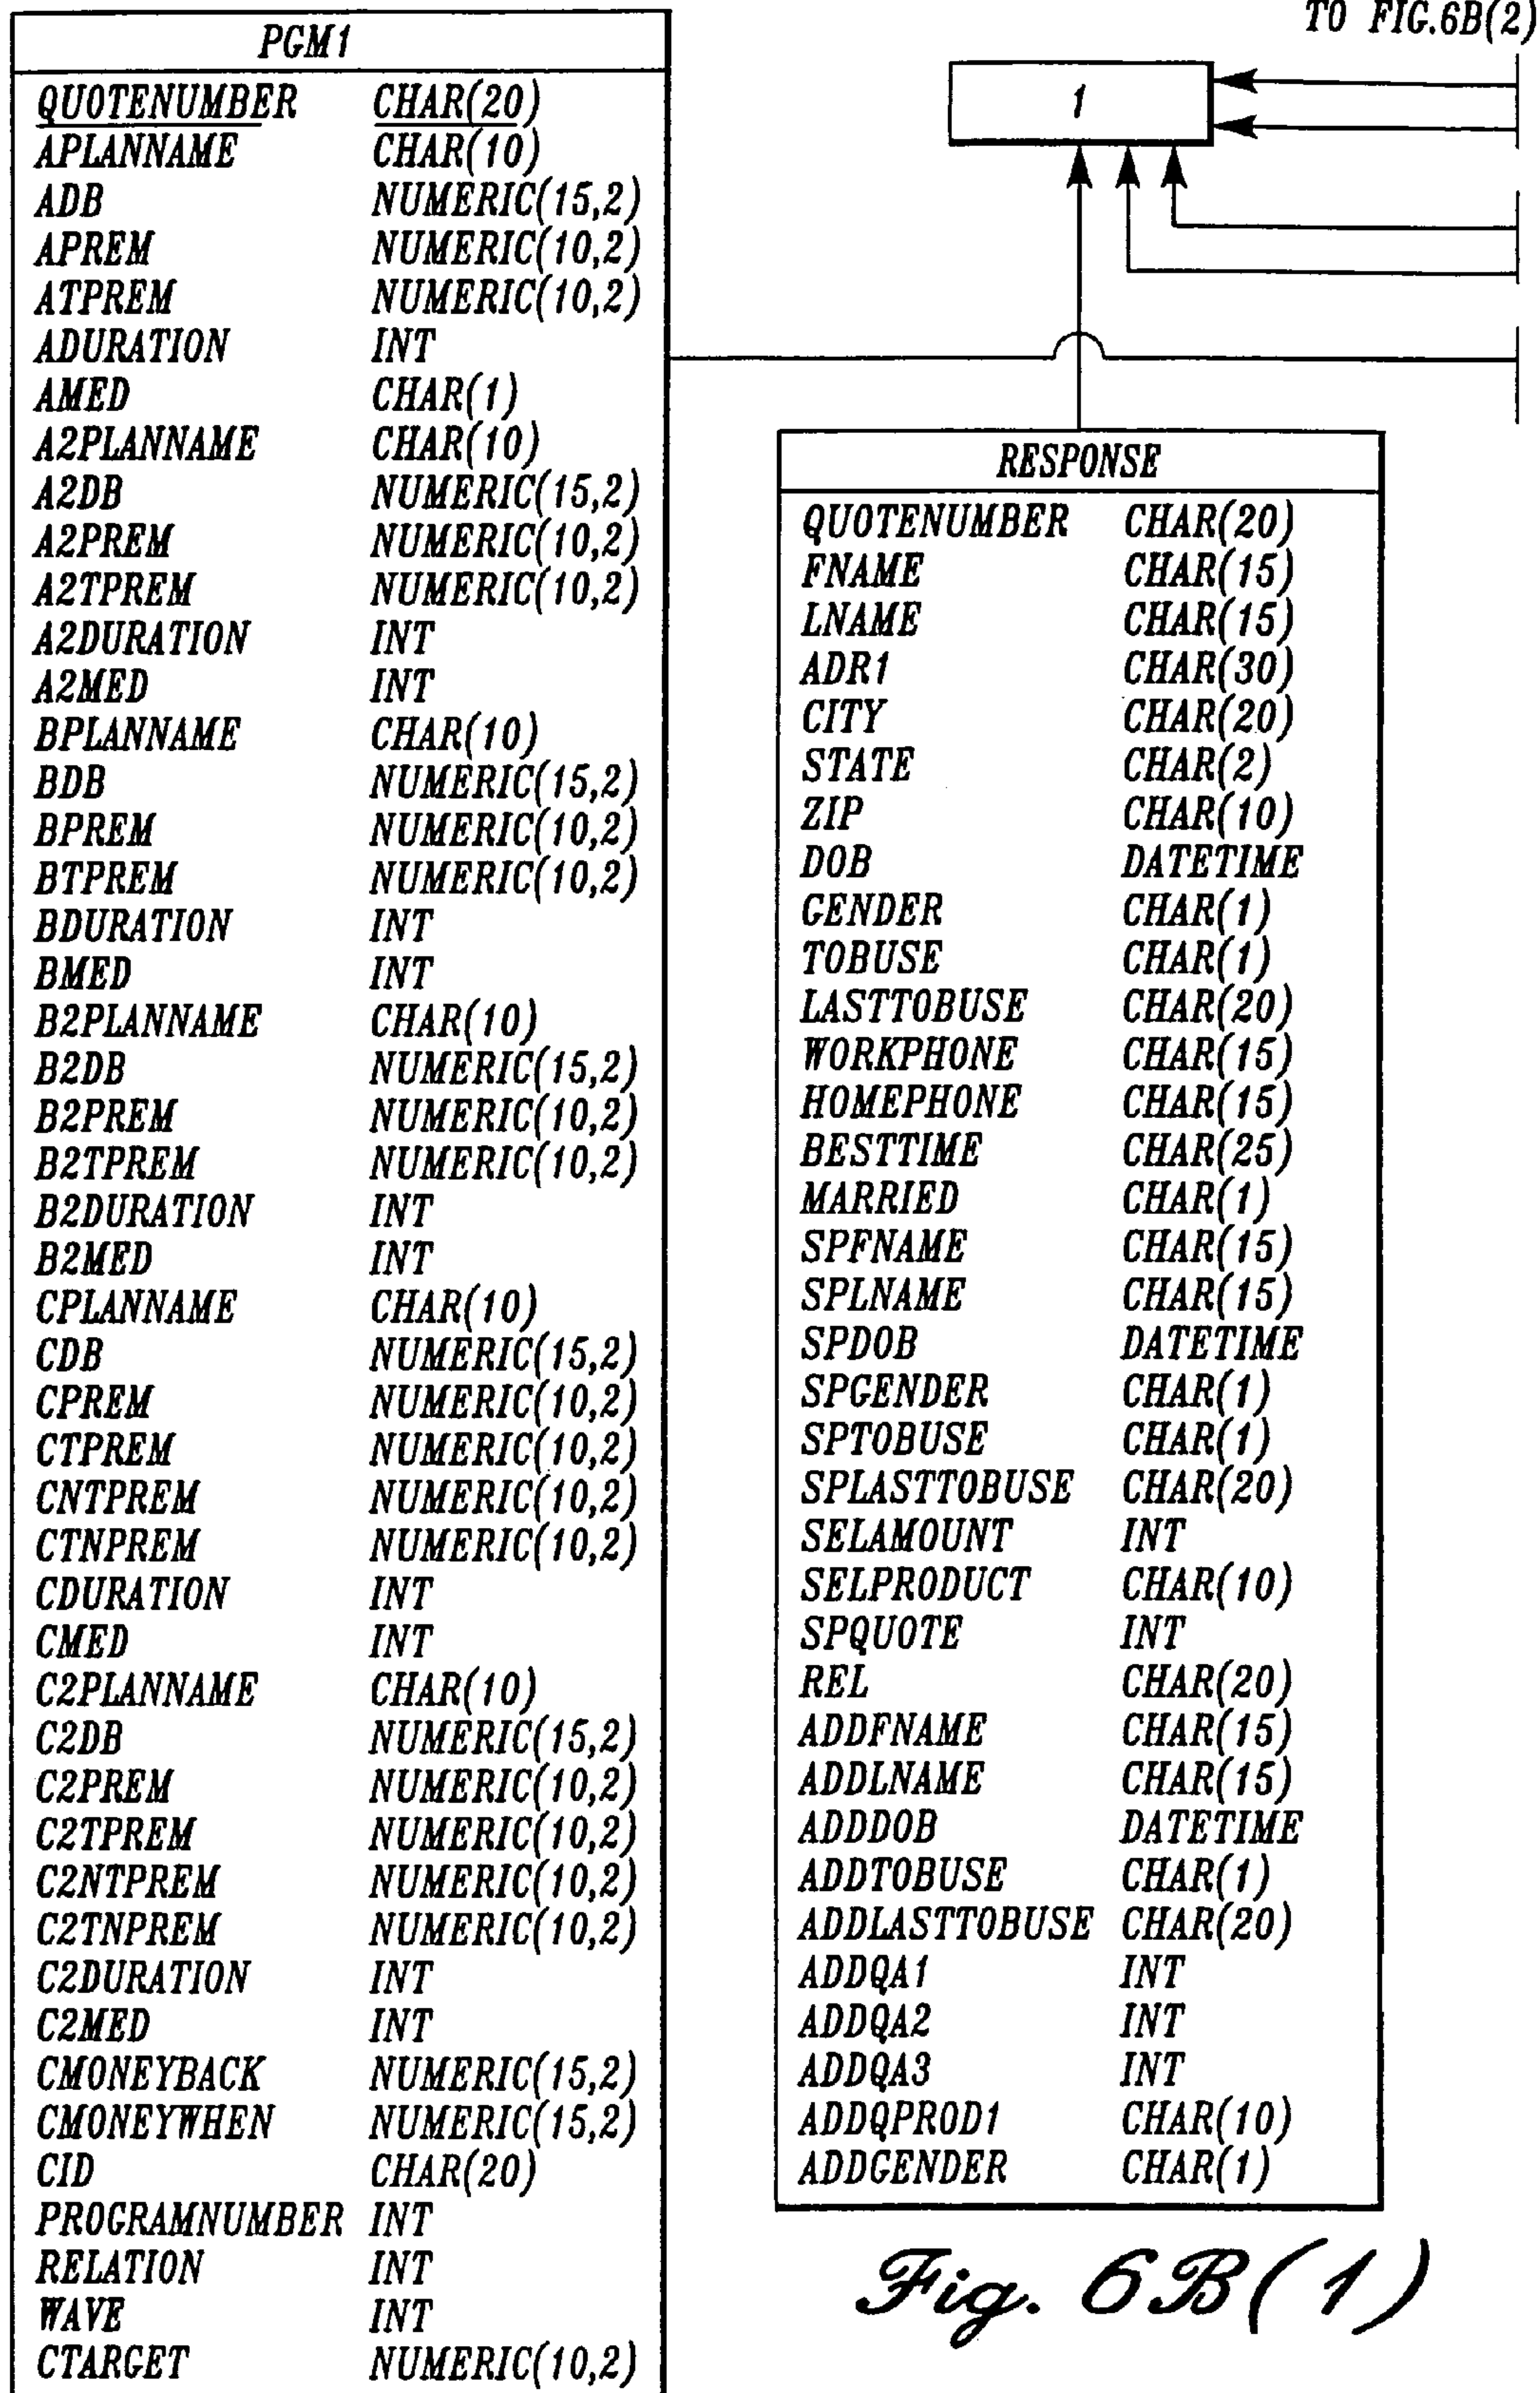 TO FIG.6B(2)
PGM1
QUOTENUMBER CHAR(20)
APLANNAME CHAR(10)
ADB NUMERIC(15,2)
APREM NUMERIC(10,2)
ATPREM NUMERIC(10,2)
ADURATION INT
AMED CHAR(1)
A2PLANNAME CHAR(10)
A2DB NUMERIC(15,2)
A2PREM NUMERIC(10,2)
A2TPREM NUMERIC(10,2)
A2DURATION INT
A2MED INT
BPLANNAME CHAR(10)
BDB NUMERIC(15,2)
BPREM NUMERIC(10,2)
BTPREM NUMERIC(10,2)
BDURATION INT
BMED INT
B2PLANNAME CHAR(10)
B2DB NUMERIC(15,2)
B2PREM NUMERIC(10,2)
B2TPREM NUMERIC(10,2)
B2DURATION INT
B2MED INT
CPLANNAME CHAR(10)
CDB NUMERIC(15,2)
CPREM NUMERIC(10,2)
CTPREM NUMERIC(10,2)
CNTPREM NUMERIC(10,2)
CTNPREM NUMERIC(10,2)
CDURATION INT
CMED INT
C2PLANNAME CHAR(10)
C2DB NUMERIC(15,2)
C2PREM NUMERIC(10,2)
C2TPREM NUMERIC(10,2)
C2NTPREM NUMERIC(10,2)
C2TNPREM NUMERIC(10,2)
C2DURATION INT
C2MED INT
CMONEYBACK NUMERIC(15,2)
CMONEYWHEN NUMERIC(15,2)
CID CHAR(20)
PROGRAMNUMBER INT
RELATION INT
WAVE INT
CTARGET NUMERIC(10,2)
1
RESPONSE
QUOTENUMBER CHAR(20)
FNAME CHAR(15)
LNAME CHAR(15)
ADR1 CHAR(30)
CITY CHAR(20)
STATE CHAR(2)
ZIP CHAR(10)
DOB DATETIME
GENDER CHAR(1)
TOBUSE CHAR(1)
LASTTOBUSE CHAR(20)
WORKPHONE CHAR(15)
HOMEPHONE CHAR(15)
BESTTIME CHAR(25)
MARRIED CHAR(1)
SPFNAME CHAR(15)
SPLNAME CHAR(15)
SPDOB DATETIME
SPGENDER CHAR(1)
SPTOBUSE CHAR(1)
SPLASTTOBUSE CHAR(20)
SELAMOUNT INT
SELPRODUCT CHAR(10)
SPQUOTE INT
REL CHAR(20)
ADDFNAME CHAR(15)
ADDLNAME CHAR(15)
ADDDOB DATETIME
ADDTOBUSE CHAR(1)
ADDLASTTOBUSE CHAR(20)
ADDQA1 INT
ADDQA2 INT
ADDQA3 INT
ADDQPROD1 CHAR(10)
ADDGENDER CHAR(1)
Fig. 6B(1)